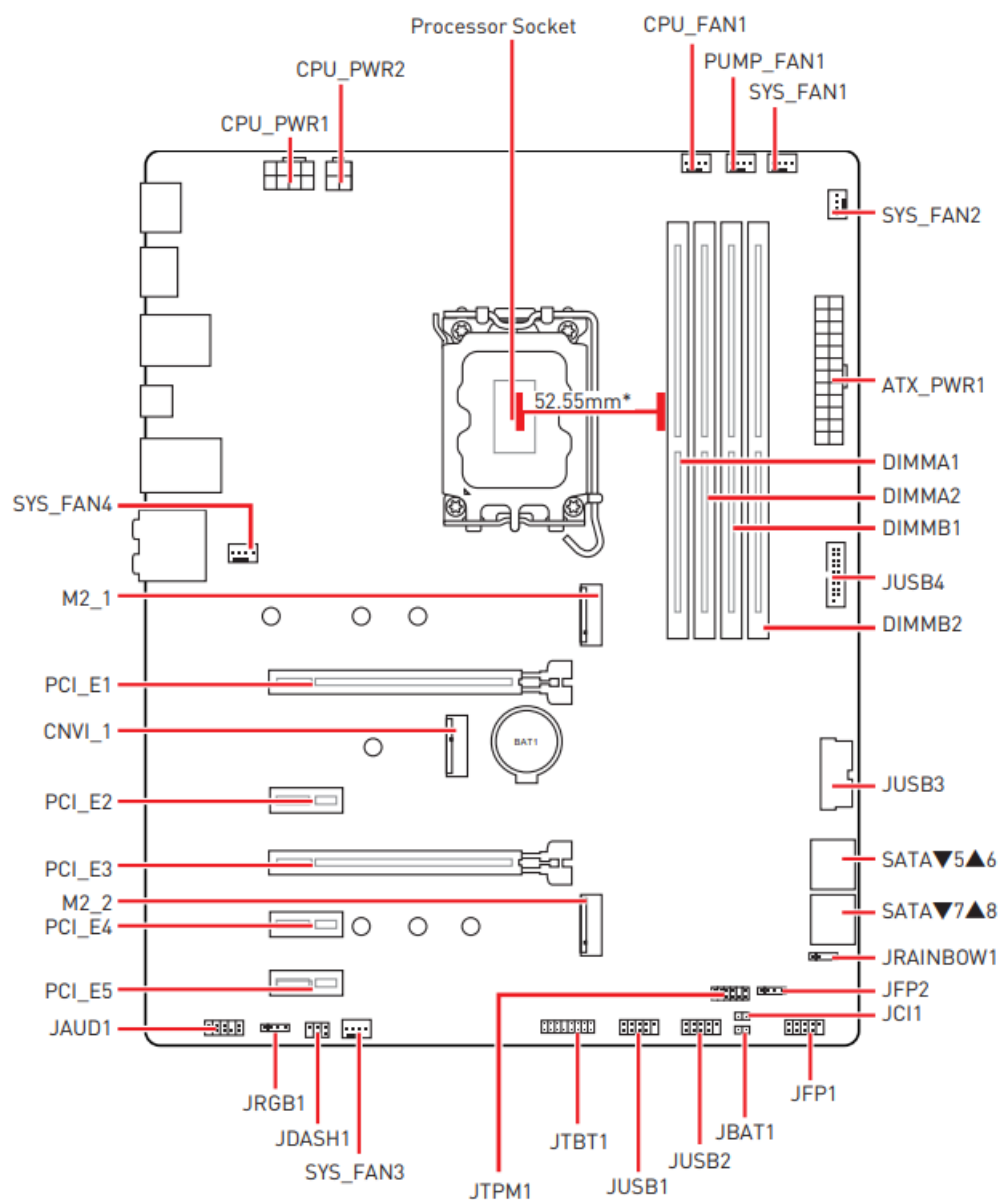 Processor Socket
CPU_FAN1
PUMP_FAN1
SYS_FAN1
CPU_PWR2
CPU_PWR1
SYS_FAN2
52.55mm*
ATX_PWR1
DIMMA1
DIMMA2
SYS_FAN4
DIMMB1
JUSB4
M2_1
DIMMB2
PCI_E1
CNVI_1
BAT1
JUSB3
PCI_E2
SATA▼5▲6
PCI_E3
M2_2
SATA▼7▲8
PCI_E4
JRAINBOW1
PCI_E5
JFP2
JCI1
JAUD1
JFP1
JRGB1
JDASH1
SYS_FAN3
JBAT1
JTBT1
JUSB2
JUSB1
JTPM1